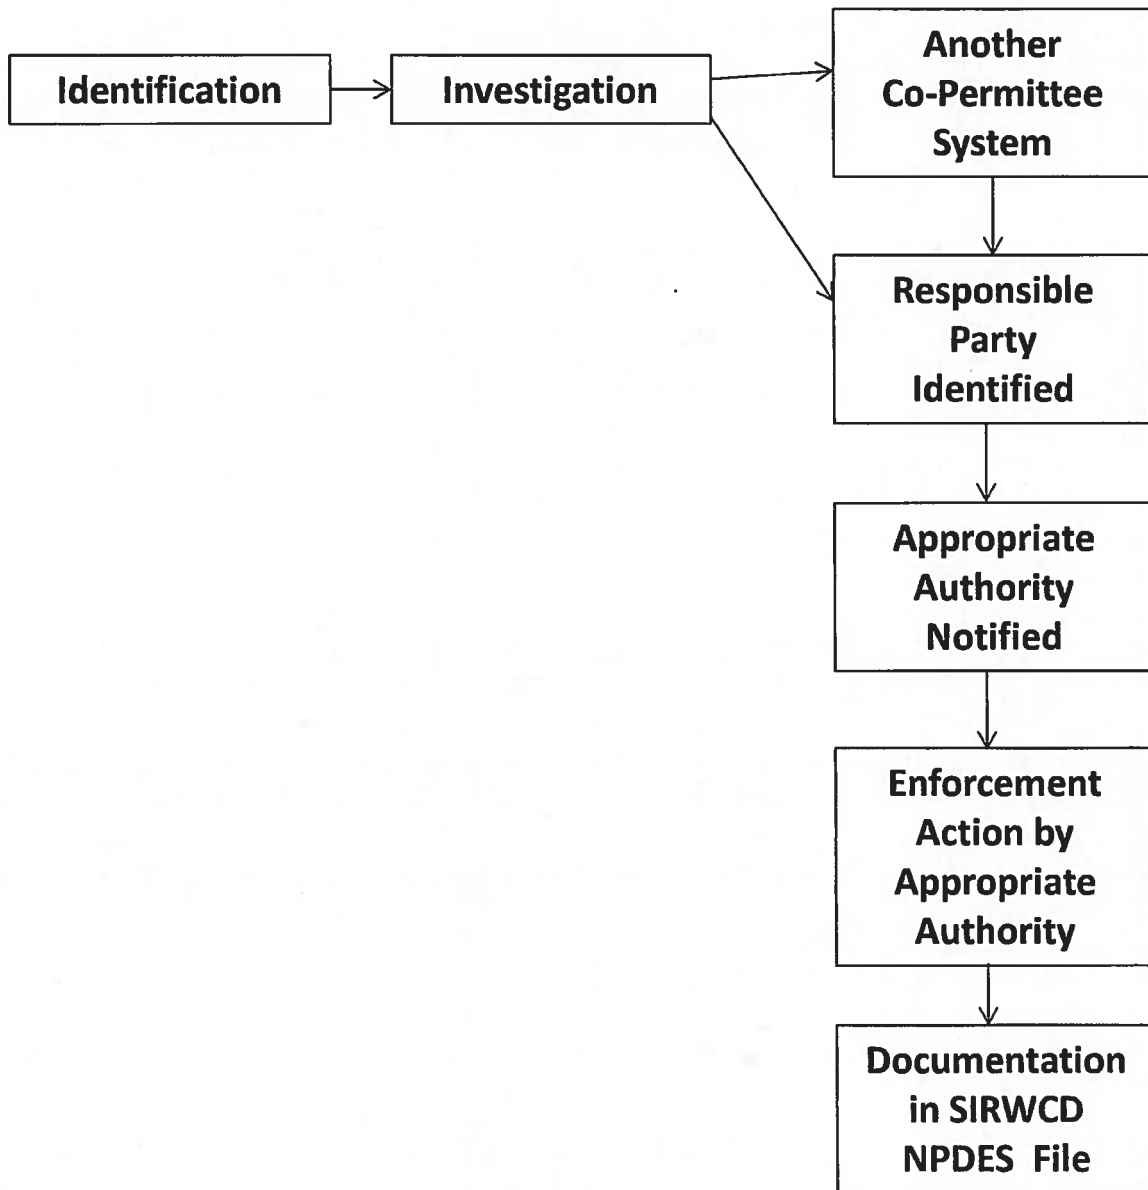 Identification
Investigation
Another
Co-Permittee
System
Responsible
Party
Identified
Appropriate
Authority
Notified
Enforcement
Action by
Appropriate
Authority
Documentation
in SIRWCD
NPDES File